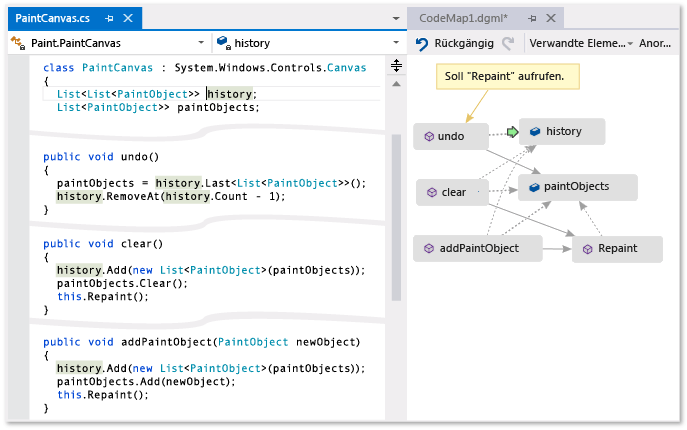 PaintCanvas.cs
Paint.PaintCanvas
history
class PaintCanvas : System.Windows.Controls.Canvas
{
List<List<PaintObject>> history;
List<PaintObject>> paintObjects;
public void undo()
{
paintObjects = history.Last<List<PaintObject>>();
history.RemoveAt(history.Count - 1);
}
public void clear()
{
history.Add(new List<PaintObject>(paintObjects));
paintObjects.Clear();
this.Repaint();
}
public void addPaintObject(PaintObject newObject)
{
history.Add(new List<PaintObject>(paintObjects));
paintObjects.Add(newObject);
this.Repaint();
}
CodeMap1.dgml*
Rückgängig
Verwandte Eleme...
Anor...
Soll "Repaint" aufrufen.
undo
history
clear
paintObjects
addPaintObject
Repaint